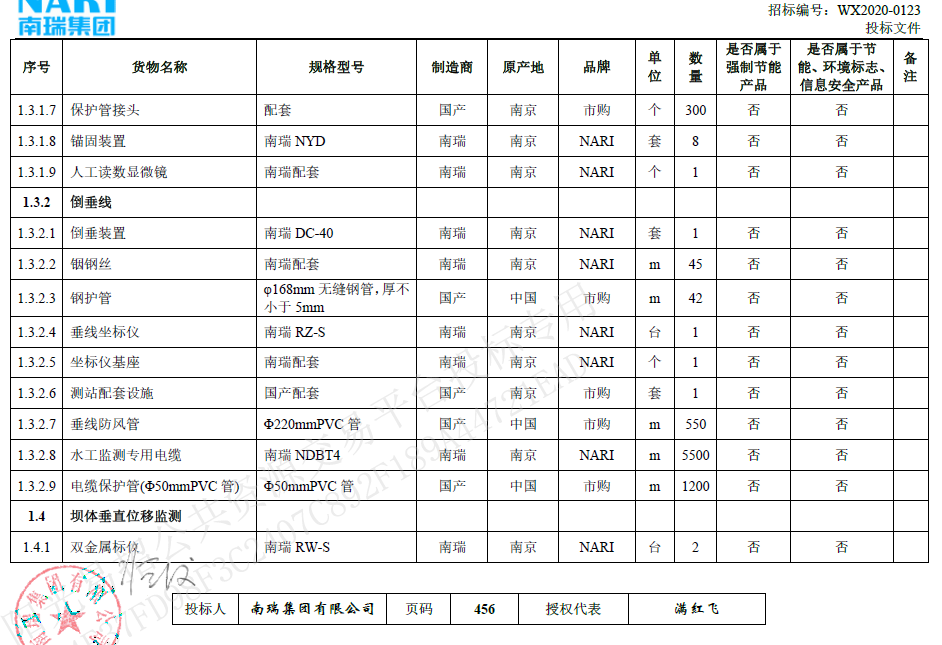 NARI
南瑞集团
招标编号：WX2020-0123
投标文件
序号 货物名称 规格型号 制造商 原产地 品牌 单位 数量 是否属于强制节能产品 是否属于节能、环境标志、信息安全产品 备注
1.3.1.7 保护管接头 配套 国产 南京 市购 个 300 否 否
1.3.1.8 锚固装置 南瑞 NYD 南瑞 南京 NARI 套 8 否 否
1.3.1.9 人工读数显微镜 南瑞配套 南瑞 南京 NARI 个 1 否 否
1.3.2 倒垂线
1.3.2.1 倒垂装置 南瑞 DC-40 南瑞 南京 NARI 套 1 否 否
1.3.2.2 铟钢丝 南瑞配套 南瑞 南京 NARI m 45 否 否
1.3.2.3 钢护管 φ168mm 无缝钢管，厚不小于 5mm 国产 中国 市购 m 42 否 否
1.3.2.4 垂线坐标仪 南瑞 RZ-S 南瑞 南京 NARI 台 1 否 否
1.3.2.5 坐标仪基座 南瑞配套 南瑞 南京 NARI 个 1 否 否
1.3.2.6 测站配套设施 国产配套 国产 南京 市购 套 1 否 否
1.3.2.7 垂线防风管 Φ220mmPVC 管 国产 中国 市购 m 550 否 否
1.3.2.8 水工监测专用电缆 南瑞 NDBT4 南瑞 南京 NARI m 5500 否 否
1.3.2.9 电缆保护管(Φ50mmPVC 管) Φ50mmPVC 管 国产 中国 市购 m 1200 否 否
1.4 坝体垂直位移监测
1.4.1 双金属标仪 南瑞 RW-S 南瑞 南京 NARI 台 2 否 否
投标人 南瑞集团有限公司 页码 456 授权代表 满红飞